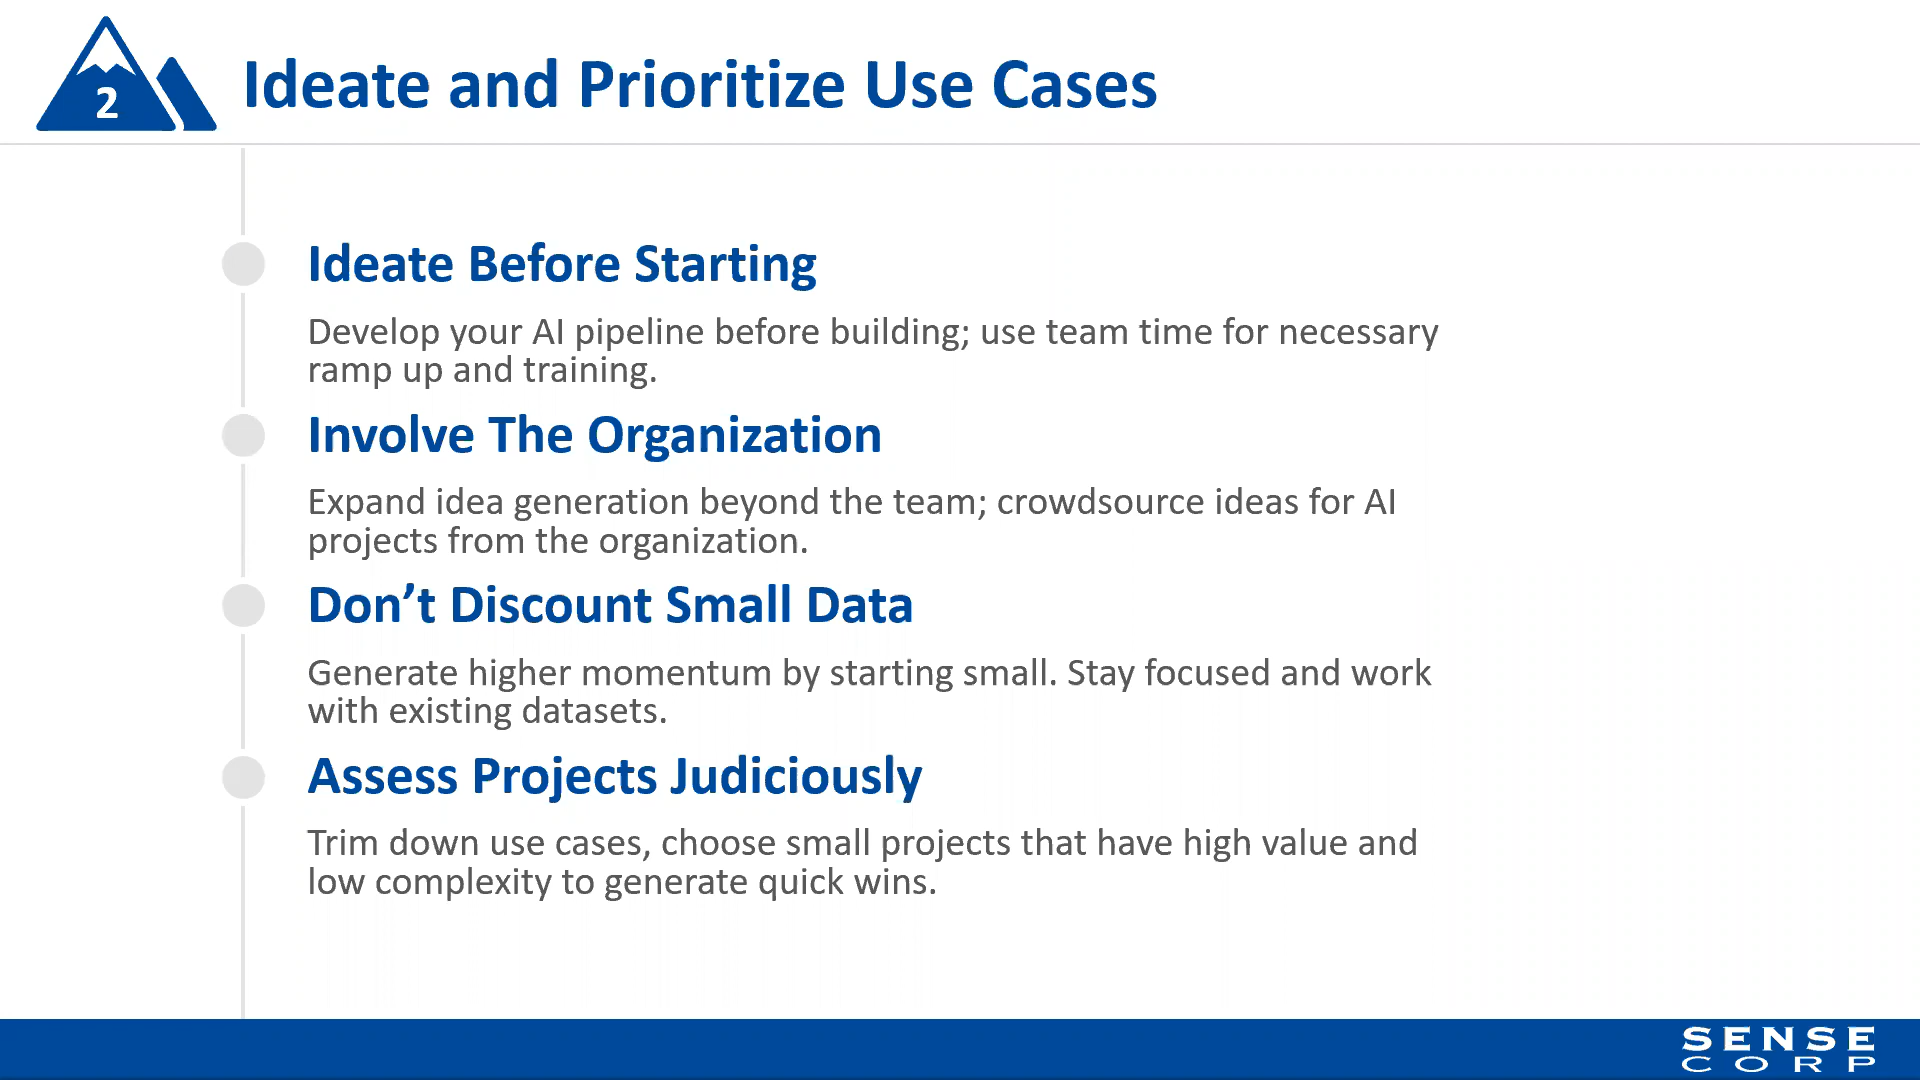 2
Ideate and Prioritize Use Cases
Ideate Before Starting
Develop your AI pipeline before building; use team time for necessary
ramp up and training.
Involve The Organization
Expand idea generation beyond the team; crowdsource ideas for AI
projects from the organization.
Don’t Discount Small Data
Generate higher momentum by starting small. Stay focused and work
with existing datasets.
Assess Projects Judiciously
Trim down use cases, choose small projects that have high value and
low complexity to generate quick wins.
SENSE
CORP